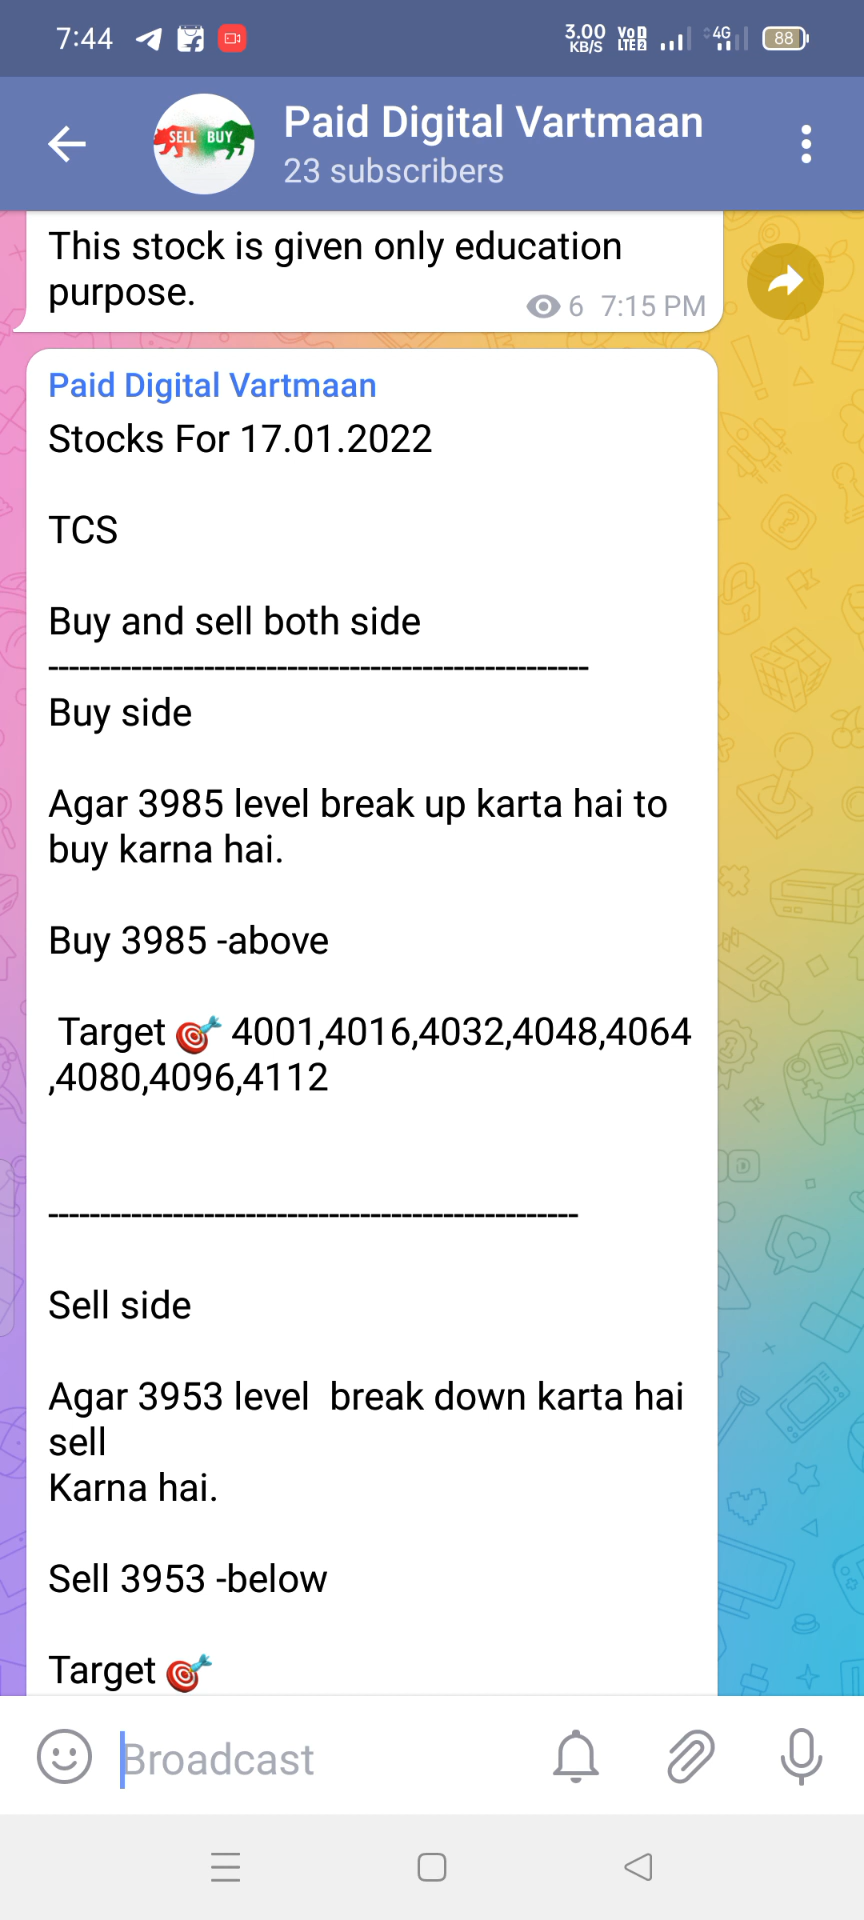 7:44
3.00
KB/S
VoD
LTE2
4G
88
SELL BUY
Paid Digital Vartmaan
23 subscribers
This stock is given only education
purpose.
6 7:15 PM
Paid Digital Vartmaan
Stocks For 17.01.2022
TCS
Buy and sell both side
----------------------------------------------------
Buy side
Agar 3985 level break up karta hai to
buy karna hai.
Buy 3985 -above
Target 🎯 4001,4016,4032,4048,4064
,4080,4096,4112
---------------------------------------------------
Sell side
Agar 3953 level  break down karta hai
sell
Karna hai.
Sell 3953 -below
Target 🎯
Broadcast